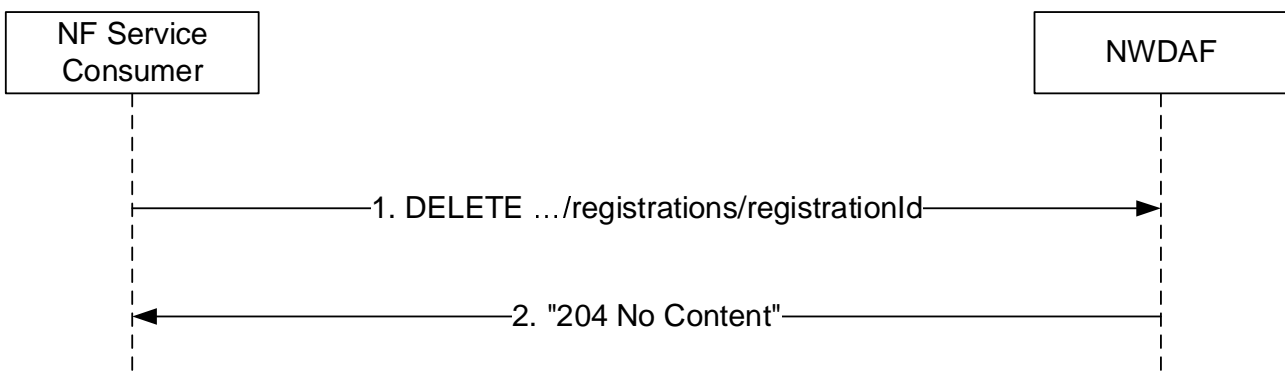 NF Service
Consumer
NWDAF
1. DELETE …/registrations/registrationId
2. "204 No Content"